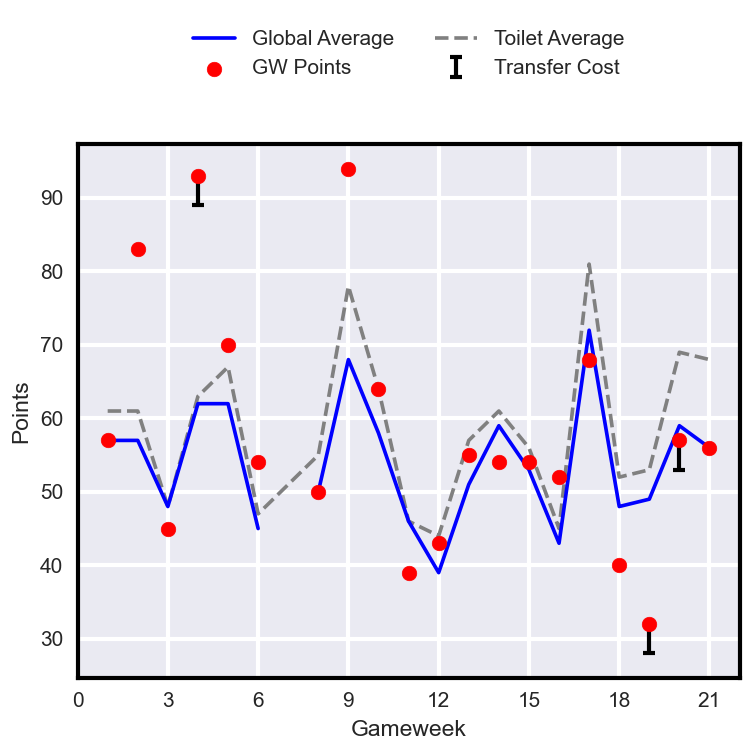 Global Average
Toilet Average
GW Points
Transfer Cost
90
80
70
60
50
40
30
Points
0 3 6 9 12 15 18 21
Gameweek